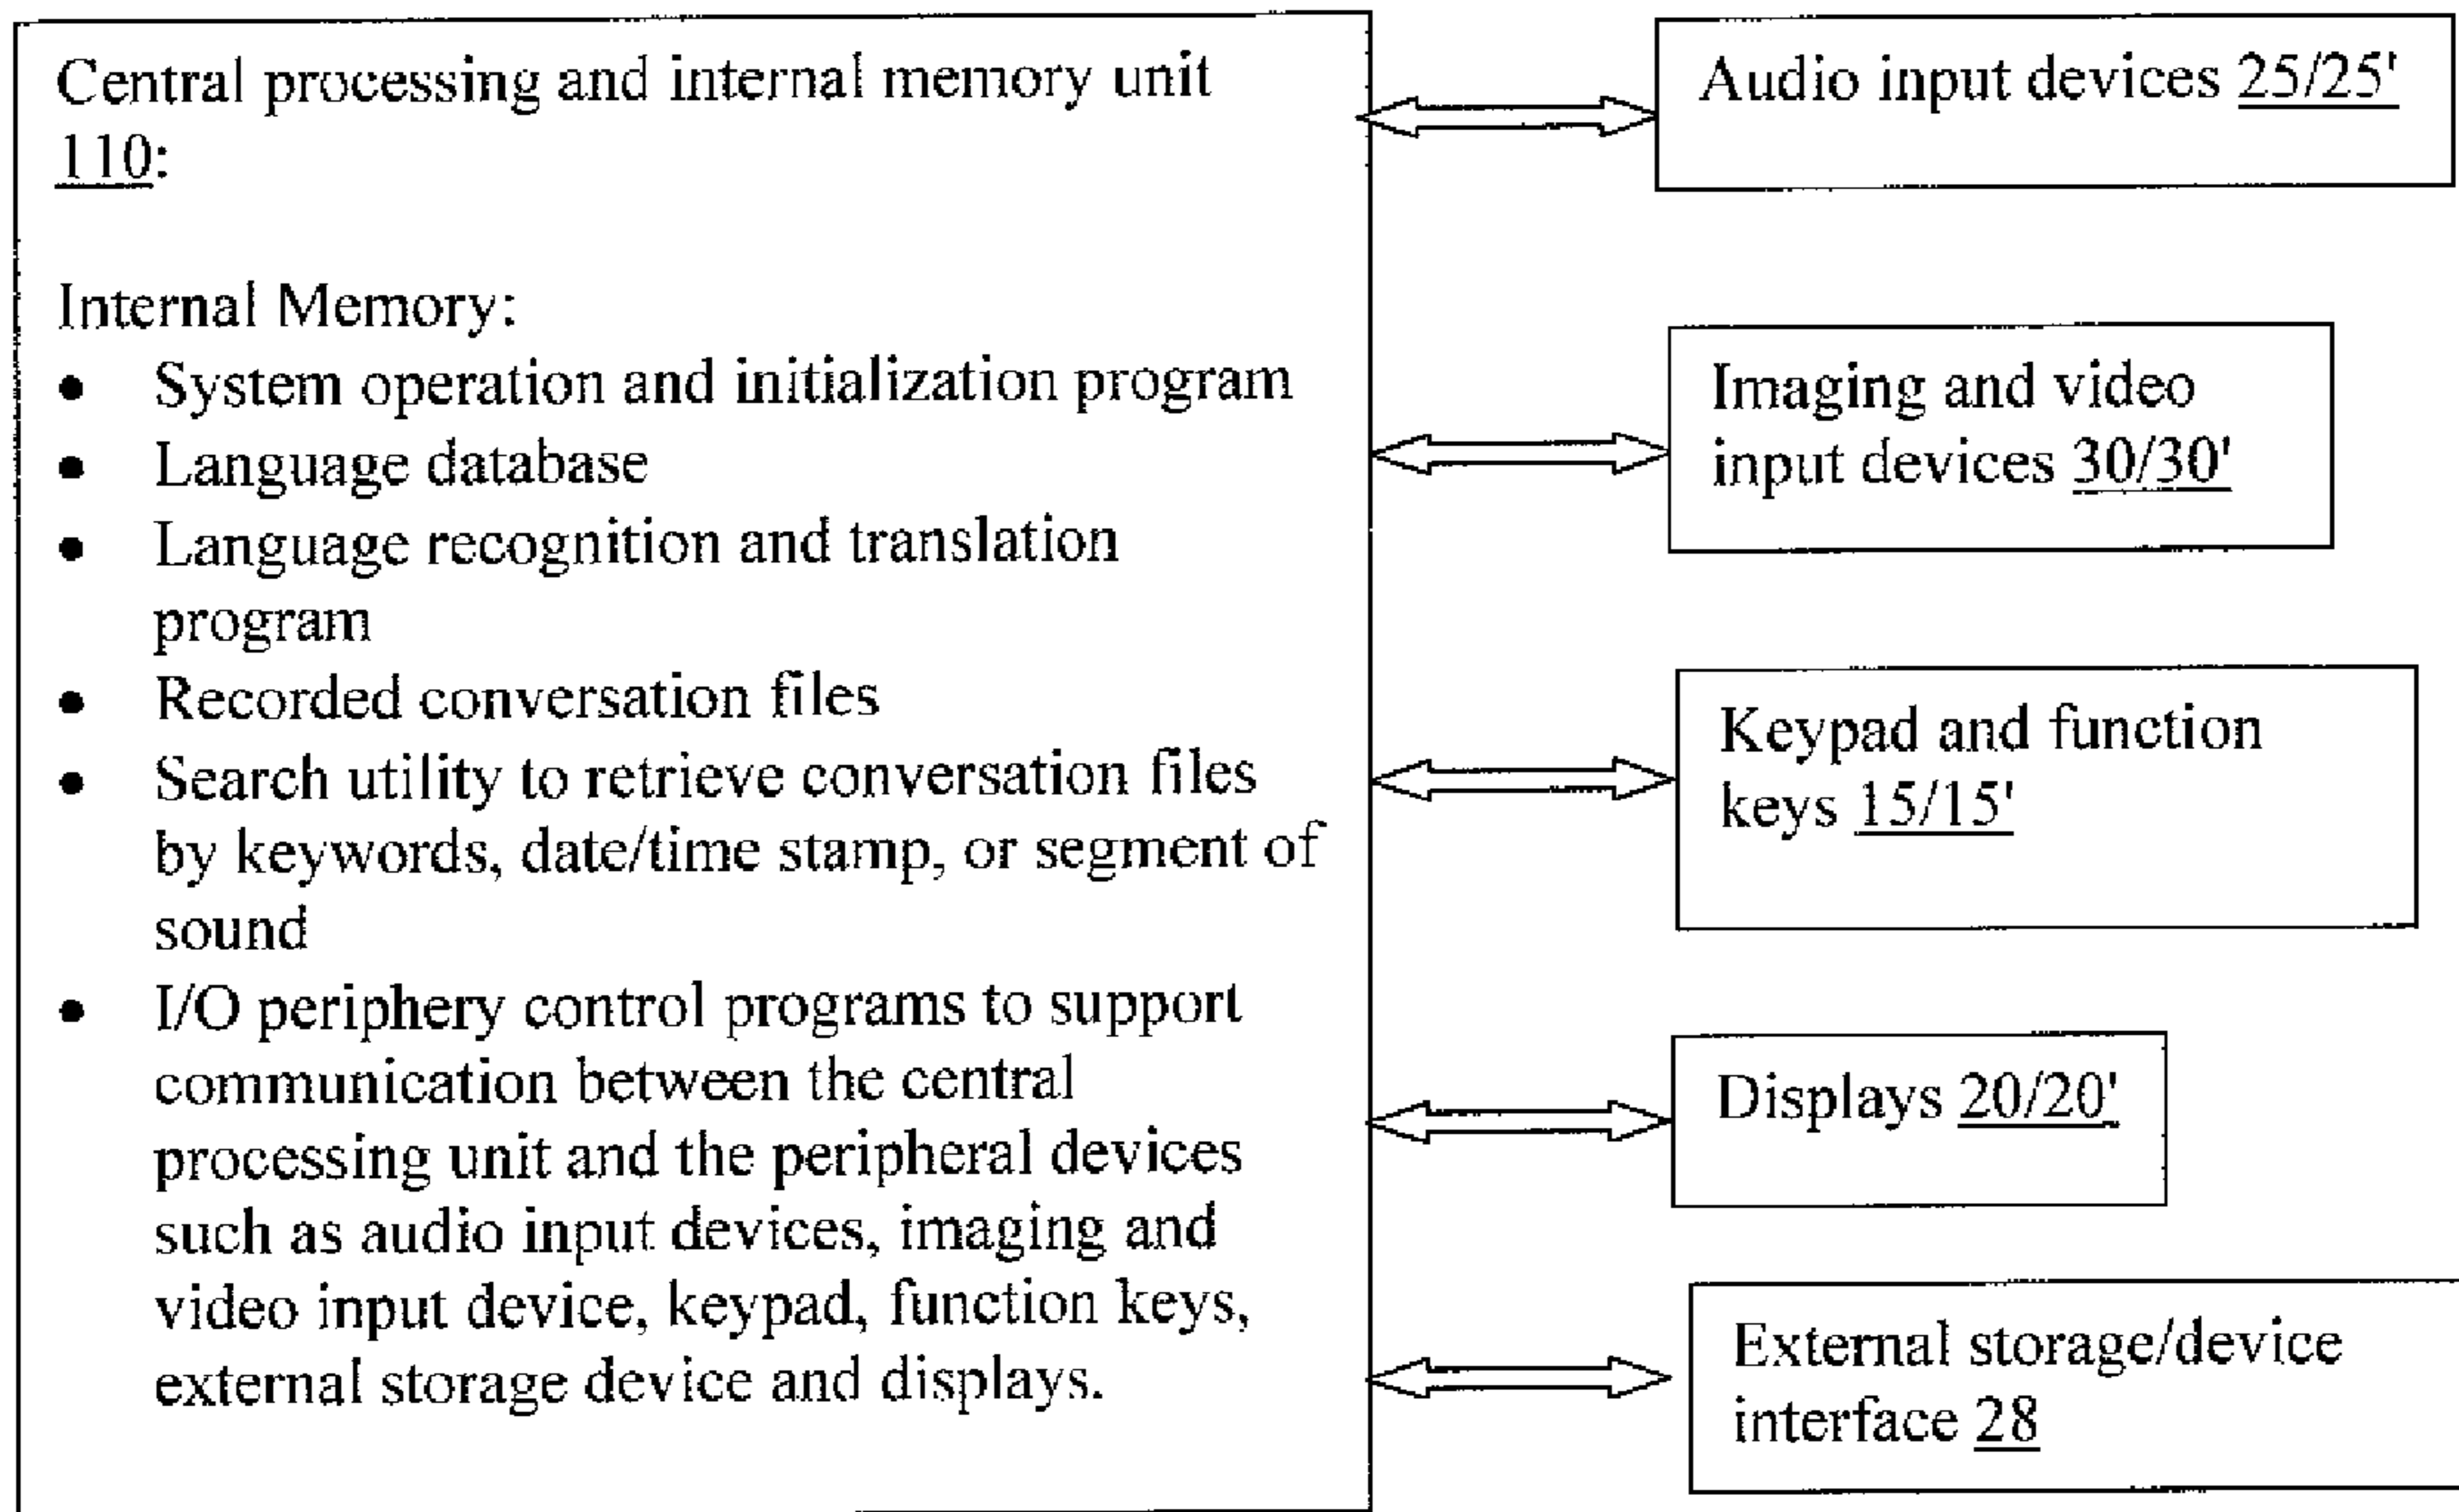 Central processing and internal memory unit
110:
Internal Memory:
• System operation and initialization program
• Language database
• Language recognition and translation
program
• Recorded conversation files
• Search utility to retrieve conversation files
by keywords, date/time stamp, or segment of
sound
• I/O periphery control programs to support
communication between the central
processing unit and the peripheral devices
such as audio input devices, imaging and
video input device, keypad, function keys,
external storage device and displays.
Audio input devices 25/25'
Imaging and video
input devices 30/30'
Keypad and function
keys 15/15'
Displays 20/20'
External storage/device
interface 28